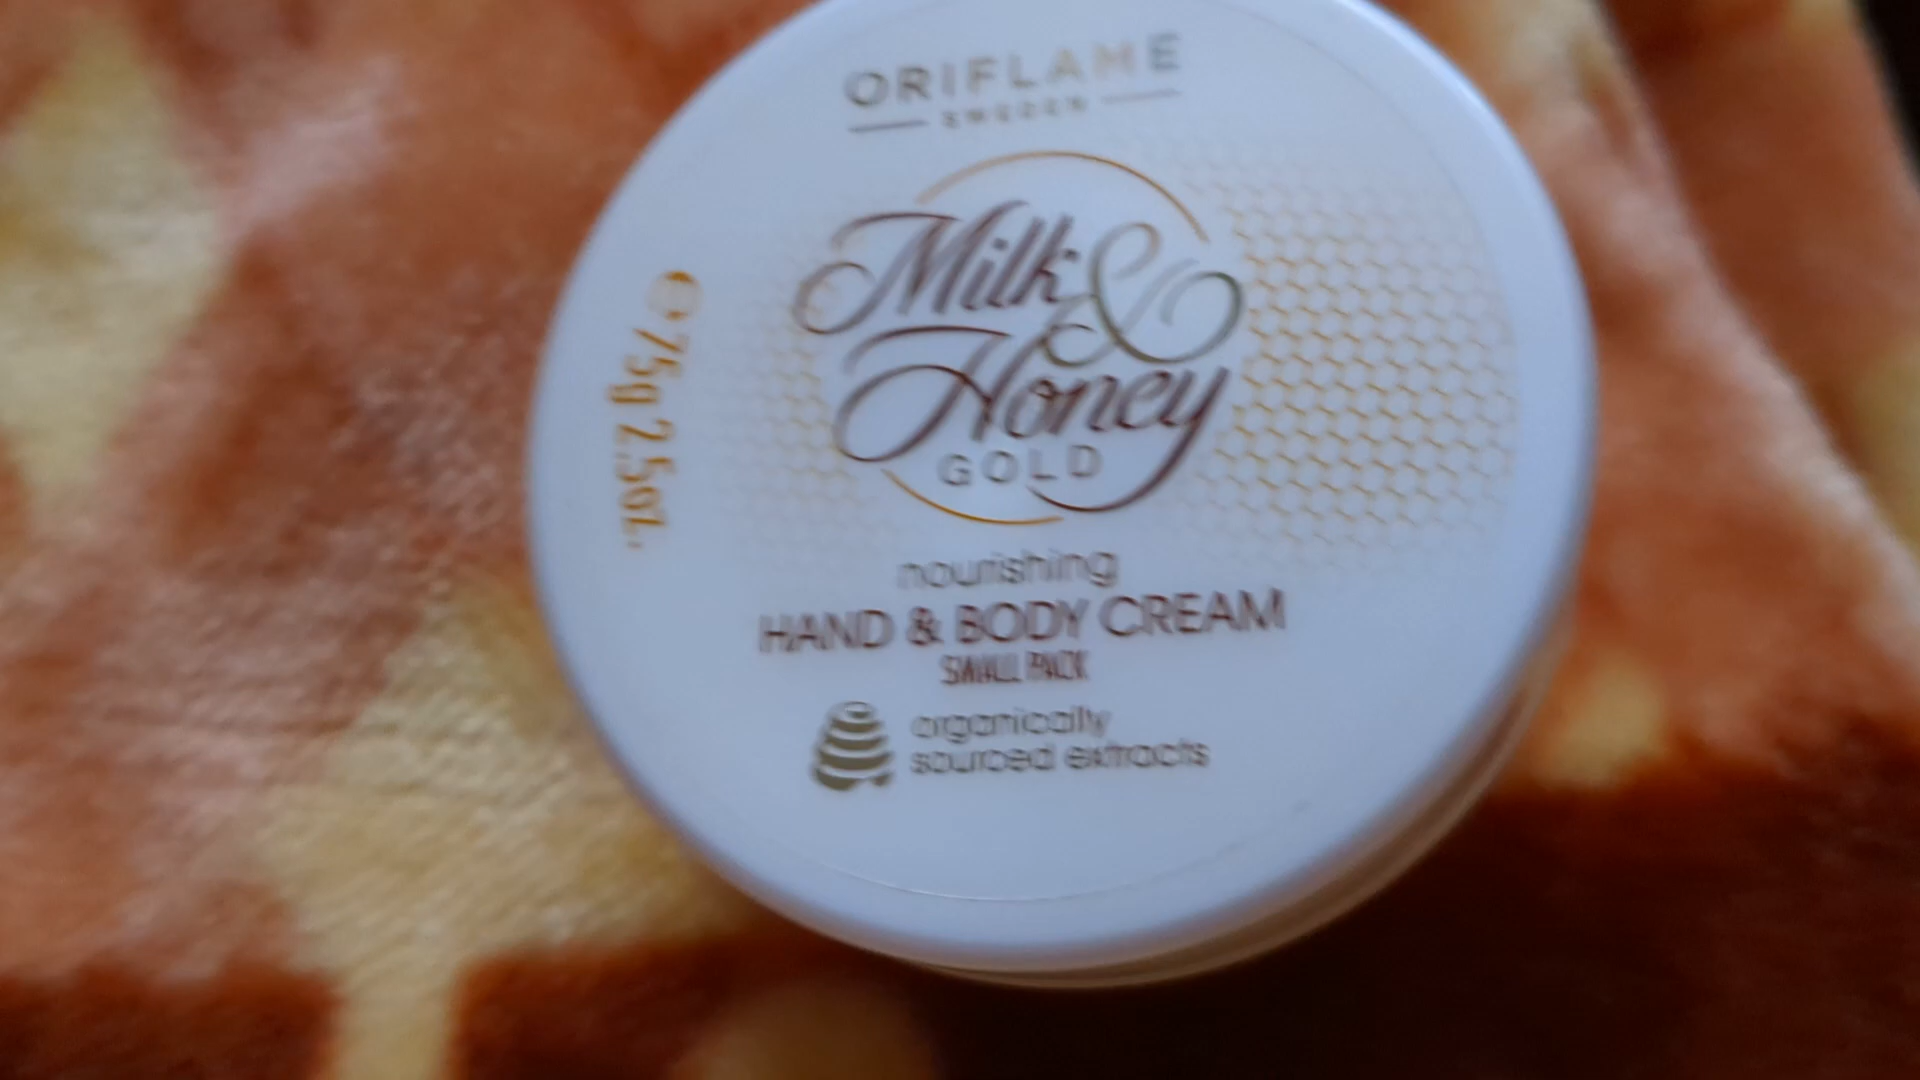 ORIFLAME
SWEDEN
Milk &
Honey
GOLD
nourishing
HAND & BODY CREAM
SMALL PACK
organically
sourced extracts
℮ 75g 2.5oz.